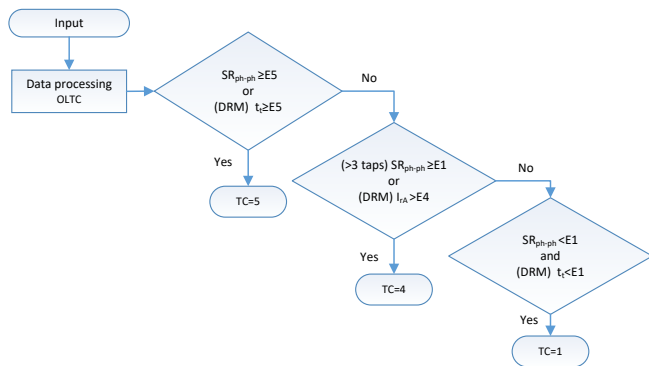 Input
Data processing
OLTC
SRph-ph ≥E5
or
(DRM) tt≥E5
No
Yes
TC=5
(>3 taps) SRph-ph ≥E1
or
(DRM) IrA >E4
No
Yes
TC=4
SRph-ph <E1
and
(DRM) tt<E1
Yes
TC=1